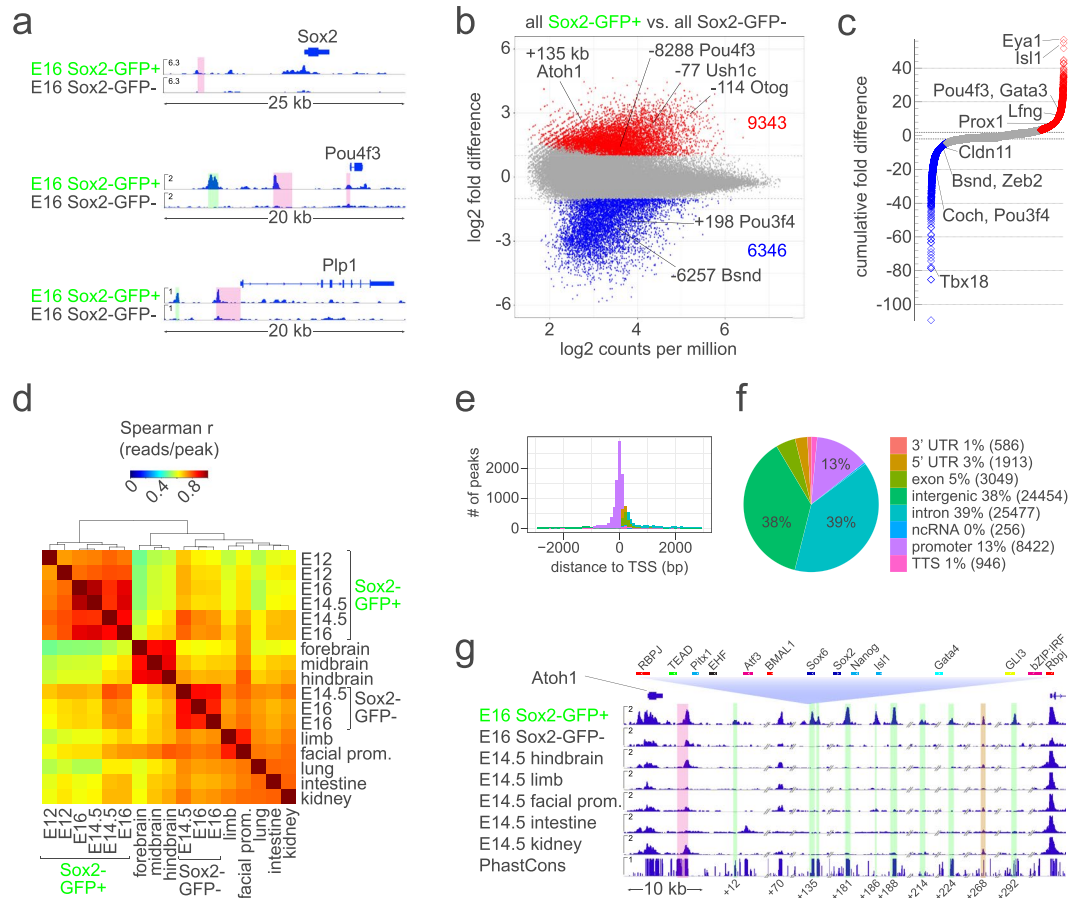 a
Sox2
E16 Sox2-GFP+
6.3
E16 Sox2-GFP-
6.3
25 kb
Pou4f3
E16 Sox2-GFP+
2
E16 Sox2-GFP-
2
20 kb
Plp1
E16 Sox2-GFP+
1
E16 Sox2-GFP-
1
20 kb
b
all Sox2-GFP+ vs. all Sox2-GFP-
+135 kb
Atoh1
-8288 Pou4f3
-77 Ush1c
-114 Otog
9343
+198 Pou3f4
6346
-6257 Bsnd
log2 fold difference
6
3
0
-3
-6
2
4
6
log2 counts per million
c
Eya1
Isl1
Pou4f3, Gata3
Lfng
Prox1
Cldn11
Bsnd, Zeb2
Coch, Pou3f4
Tbx18
cumulative fold difference
40
20
0
-20
-40
-60
-80
-100
d
Spearman r
(reads/peak)
0
0.4
0.8
E12
E12
E16
E14.5
E14.5
E16
Sox2-
GFP+
forebrain
midbrain
hindbrain
E14.5
E16
E16
Sox2-
GFP-
limb
facial prom.
lung
intestine
kidney
E12
E12
E16
E14.5
E14.5
E16
forebrain
midbrain
hindbrain
E14.5
E16
E16
limb
facial prom.
lung
intestine
kidney
Sox2-
GFP+
Sox2-
GFP-
e
# of peaks
2000
1000
0
−2000
0
2000
distance to TSS (bp)
f
13%
39%
38%
3' UTR 1% (586)
5' UTR 3% (1913)
exon 5% (3049)
intergenic 38% (24454)
intron 39% (25477)
ncRNA 0% (256)
promoter 13% (8422)
TTS 1% (946)
g
RBPJ
TEAD
Pitx1
EHF
Atf3
BMAL1
Sox6
Sox2
Nanog
Isl1
Gata4
GLI3
bZIP:IRF
Rbpj
Atoh1
E16 Sox2-GFP+
2
E16 Sox2-GFP-
2
E14.5 hindbrain
2
E14.5 limb
2
E14.5 facial prom.
2
E14.5 intestine
2
E14.5 kidney
2
PhastCons
1
10 kb
+12
+70
+135
+181
+186
+188
+214
+224
+268
+292